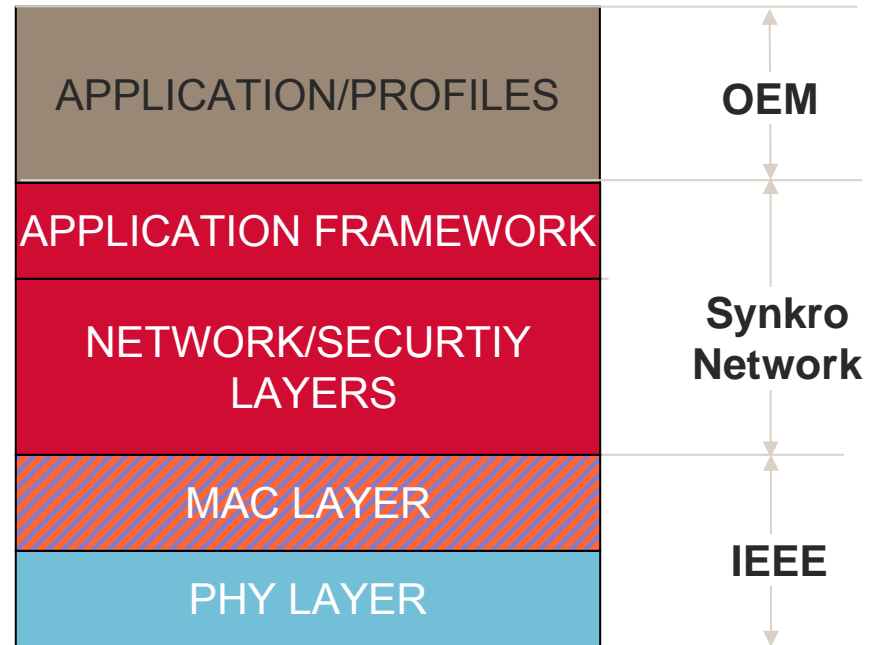 APPLICATION/PROFILES
OEM
APPLICATION FRAMEWORK
NETWORK/SECURTIY
LAYERS
Synkro
Network
MAC LAYER
PHY LAYER
IEEE